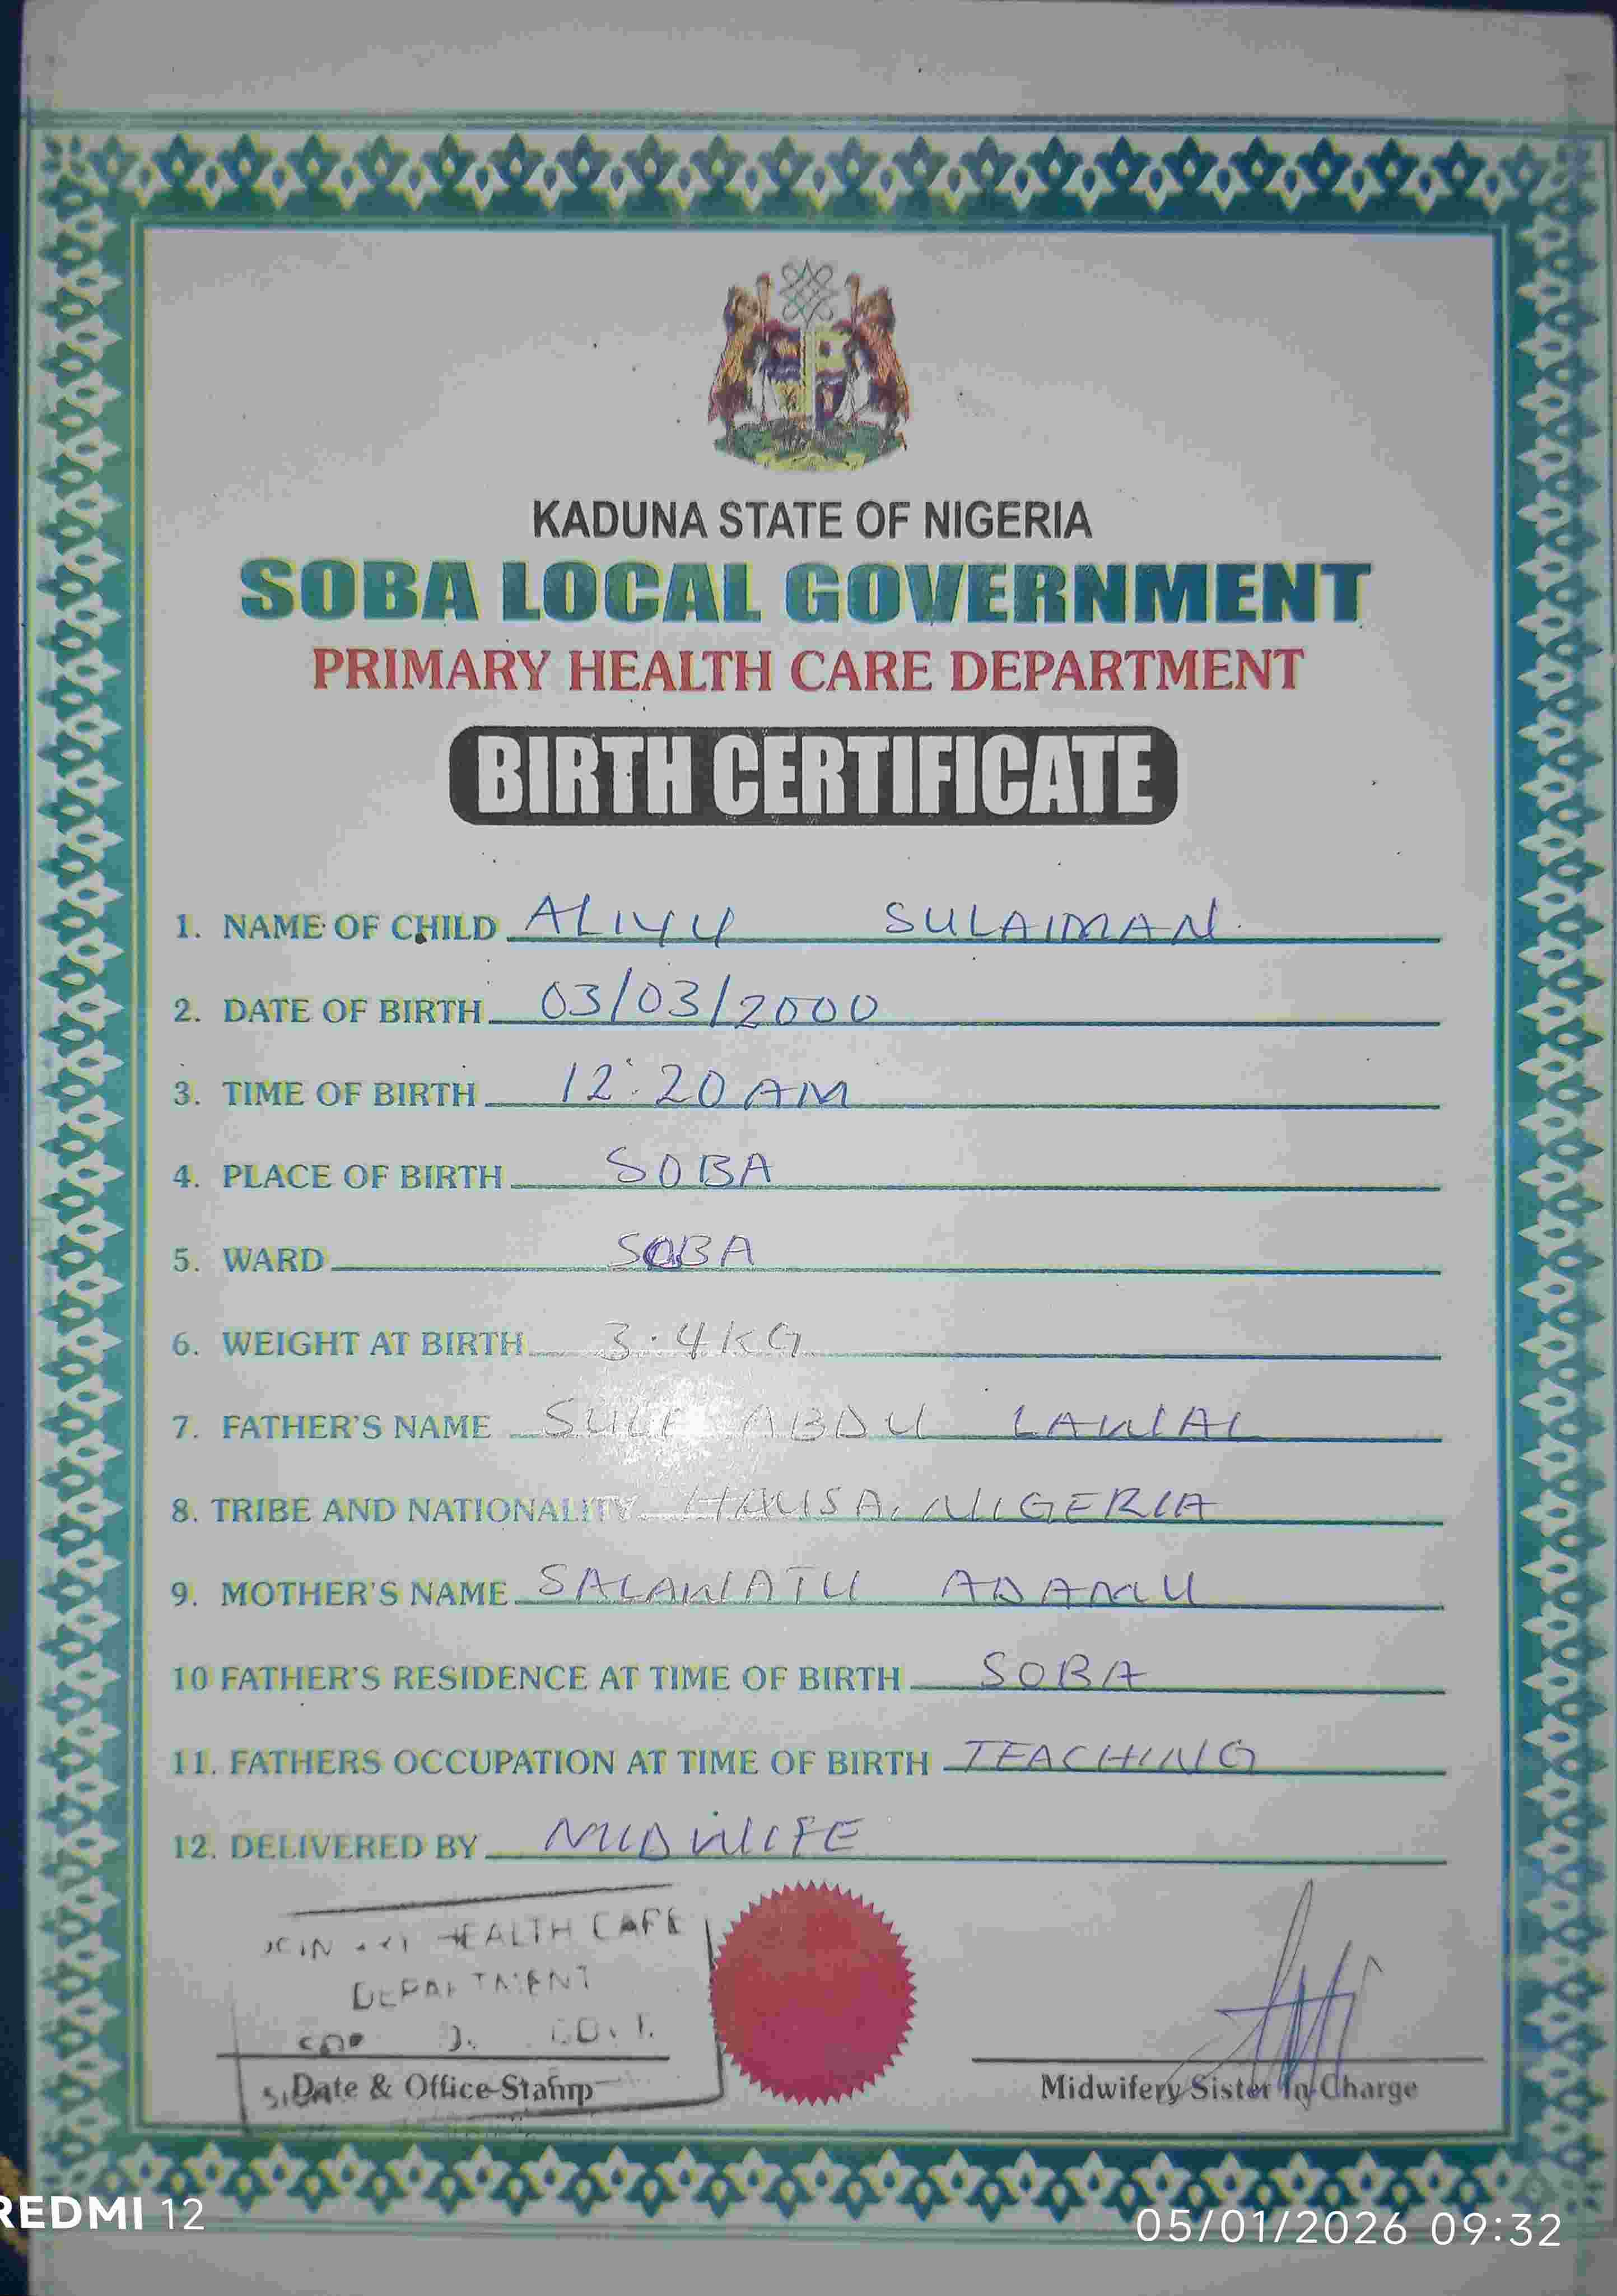 KADUNA STATE OF NIGERIA
SOBA LOCAL GOVERNMENT
PRIMARY HEALTH CARE DEPARTMENT
BIRTH CERTIFICATE
1. NAME OF CHILD ALIYU SULAIMAN
2. DATE OF BIRTH 03/03/2000
3. TIME OF BIRTH 12:20 AM
4. PLACE OF BIRTH SOBA
5. WARD SOBA
6. WEIGHT AT BIRTH 3.4KG
7. FATHER'S NAME ABDU LAWAL
8. TRIBE AND NATIONALITY HAUSA, NIGERIA
9. MOTHER'S NAME SALAWATU ADAMU
10 FATHER'S RESIDENCE AT TIME OF BIRTH SOBA
11. FATHERS OCCUPATION AT TIME OF BIRTH TEACHING
12. DELIVERED BY MIDWIFE
HEALTH CARE
DEPARTMENT
Date & Office Stamp
Midwifery Sister In-Charge
REDMI 12
05/01/2026 09:32